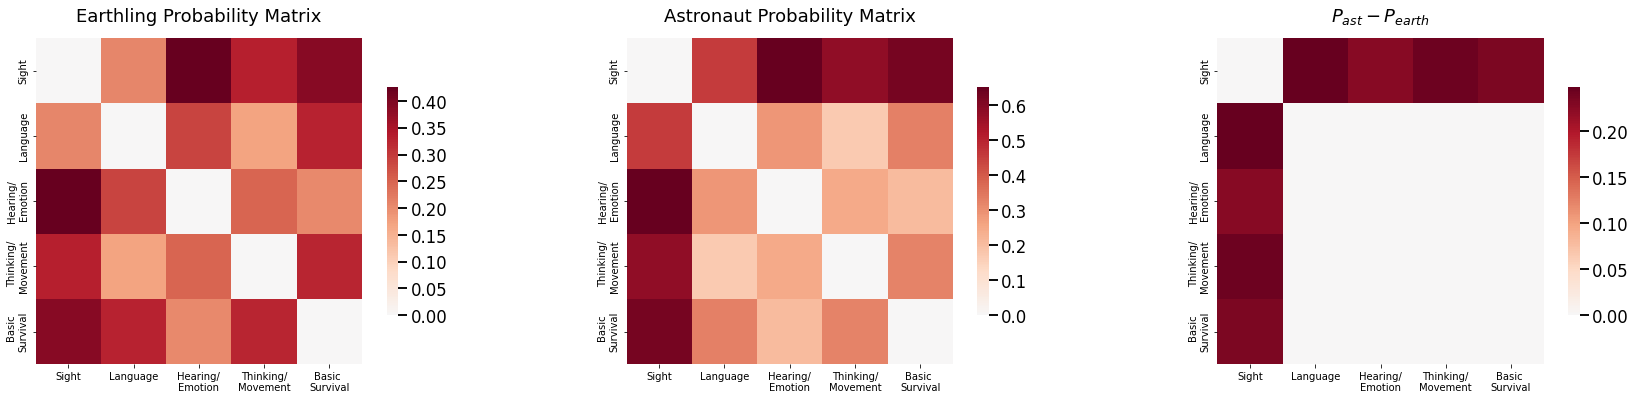 Earthling Probability Matrix
Sight
Language
Hearing/
Emotion
Thinking/
Movement
Basic
Survival
Sight
Language
Hearing/
Emotion
Thinking/
Movement
Basic
Survival
0.40
0.35
0.30
0.25
0.20
0.15
0.10
0.05
0.00
Astronaut Probability Matrix
Sight
Language
Hearing/
Emotion
Thinking/
Movement
Basic
Survival
Sight
Language
Hearing/
Emotion
Thinking/
Movement
Basic
Survival
0.6
0.5
0.4
0.3
0.2
0.1
0.0
P_{ast} − P_{earth}
Sight
Language
Hearing/
Emotion
Thinking/
Movement
Basic
Survival
Sight
Language
Hearing/
Emotion
Thinking/
Movement
Basic
Survival
0.20
0.15
0.10
0.05
0.00